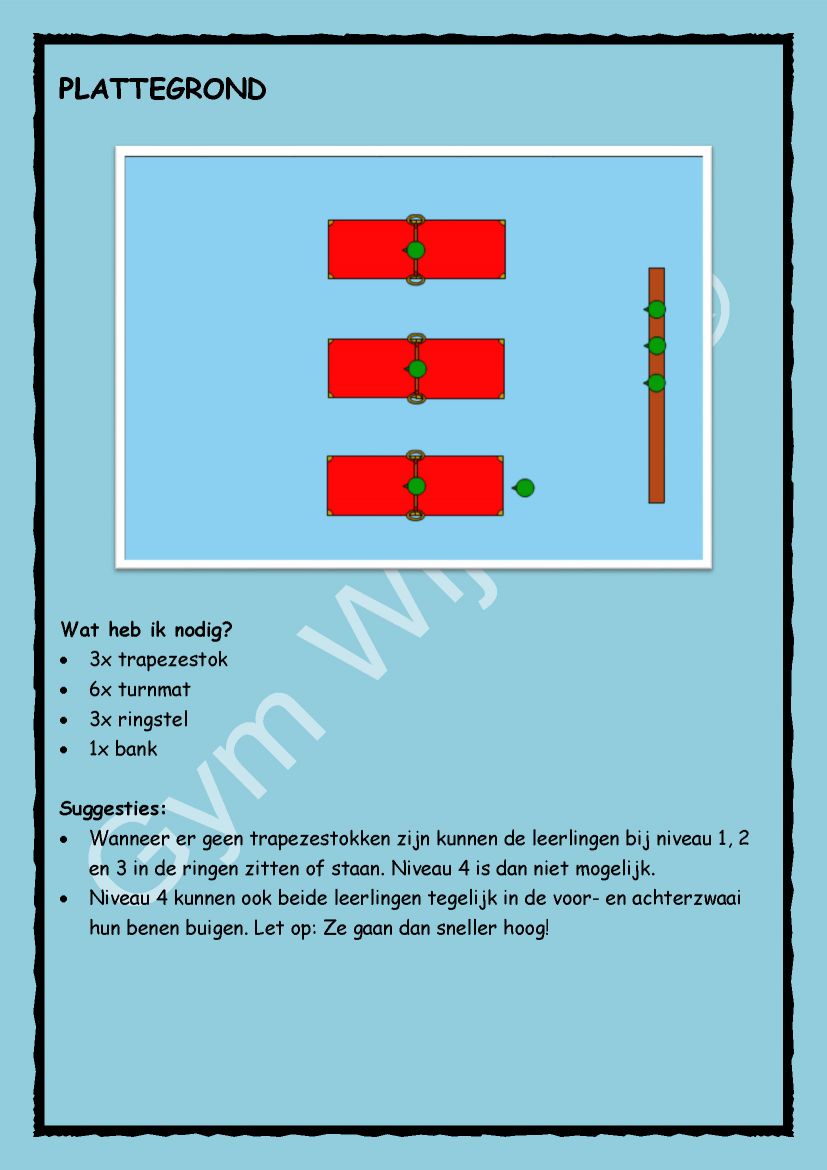 PLATTEGROND
Wat heb ik nodig?
• 3x trapezestok
• 6x turnmat
• 3x ringstel
• 1x bank
Suggesties:
• Wanneer er geen trapezestokken zijn kunnen de leerlingen bij niveau 1, 2
en 3 in de ringen zitten of staan. Niveau 4 is dan niet mogelijk.
• Niveau 4 kunnen ook beide leerlingen tegelijk in de voor- en achterzwaai
hun benen buigen. Let op: Ze gaan dan sneller hoog!
Gym Wij